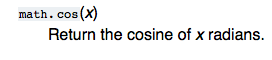 math.cos(x)
Return the cosine of x radians.